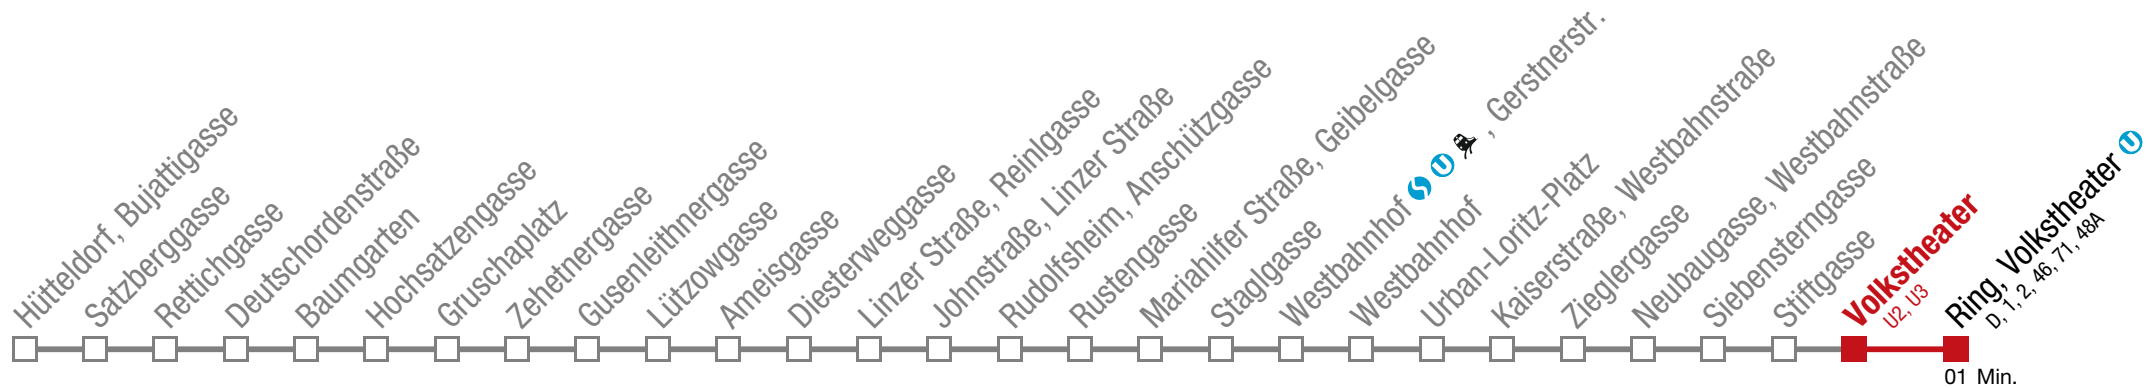 Hütteldorf, Bujattigasse
Satzberggasse
Rettichgasse
Deutschordenstraße
Baumgarten
Hochsatzengasse
Gruschaplatz
Zehetnergasse
Gusenleithnergasse
Lützowgasse
Ameisgasse
Diesterweggasse
Linzer Straße, Reinlgasse
Johnstraße, Linzer Straße
Rudolfsheim, Anschützgasse
Rustengasse
Mariahilfer Straße, Geibelgasse
Staglgasse
Westbahnhof S U , Gerstnerstr.
Westbahnhof
Urban-Loritz-Platz
Kaiserstraße, Westbahnstraße
Zieglergasse
Neubaugasse, Westbahnstraße
Siebensterngasse
Stiftgasse
Volkstheater
U2, U3
Ring, Volkstheater U
D, 1, 2, 46, 71, 48A
01 Min.